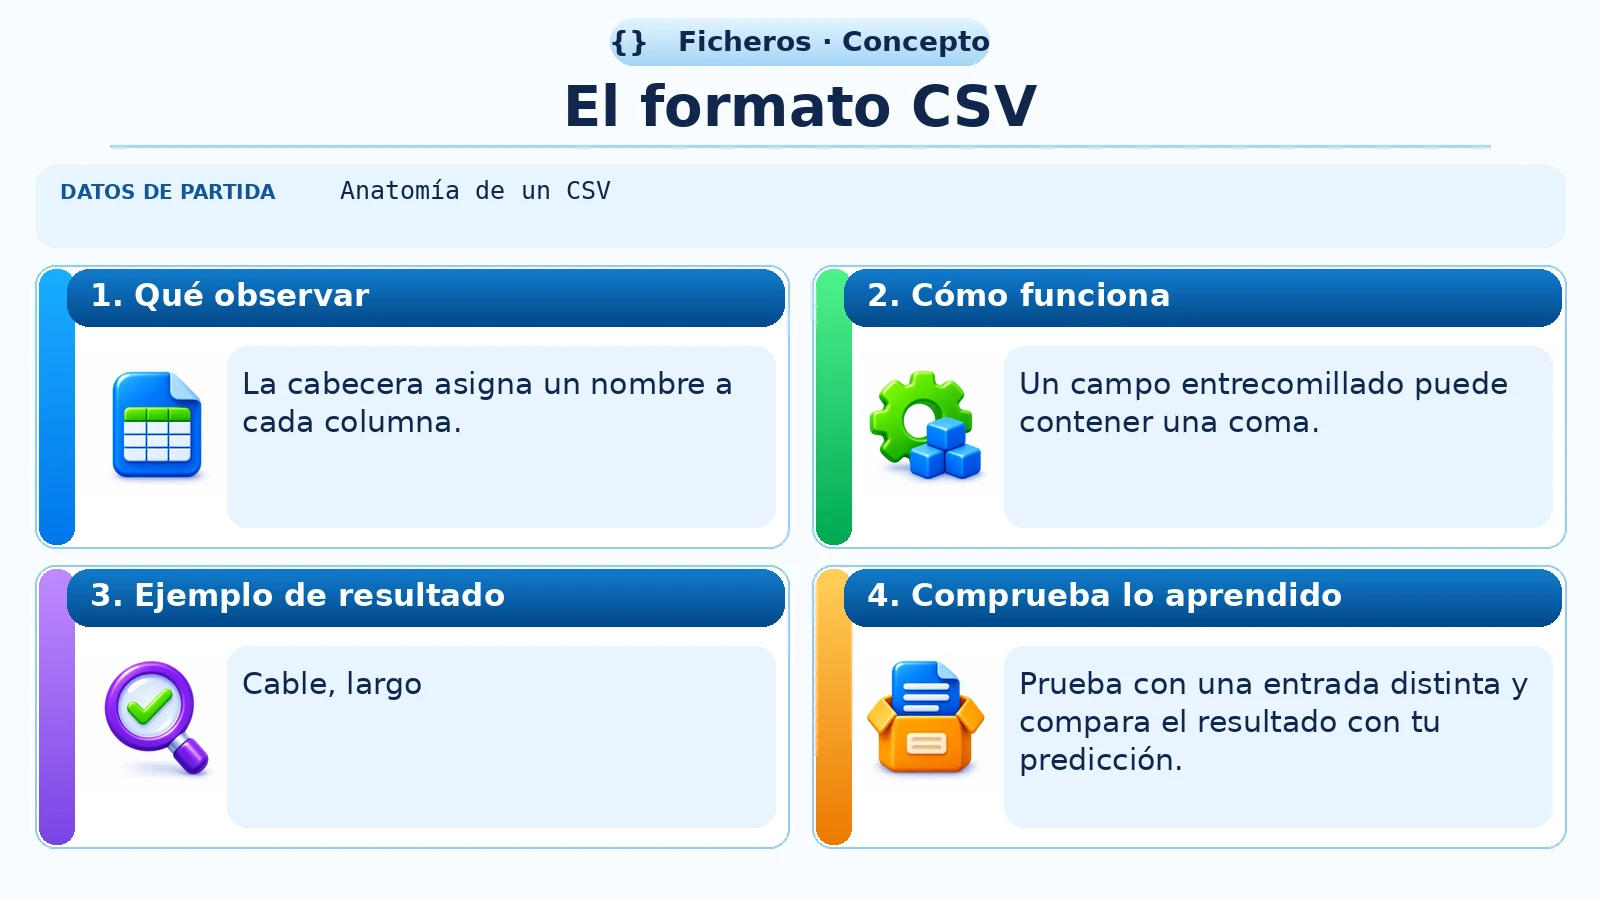 {} Ficheros · Concepto
El formato CSV
DATOS DE PARTIDA Anatomía de un CSV
1. Qué observar
La cabecera asigna un nombre a
cada columna.
2. Cómo funciona
Un campo entrecomillado puede
contener una coma.
3. Ejemplo de resultado
Cable, largo
4. Comprueba lo aprendido
Prueba con una entrada distinta y
compara el resultado con tu
predicción.